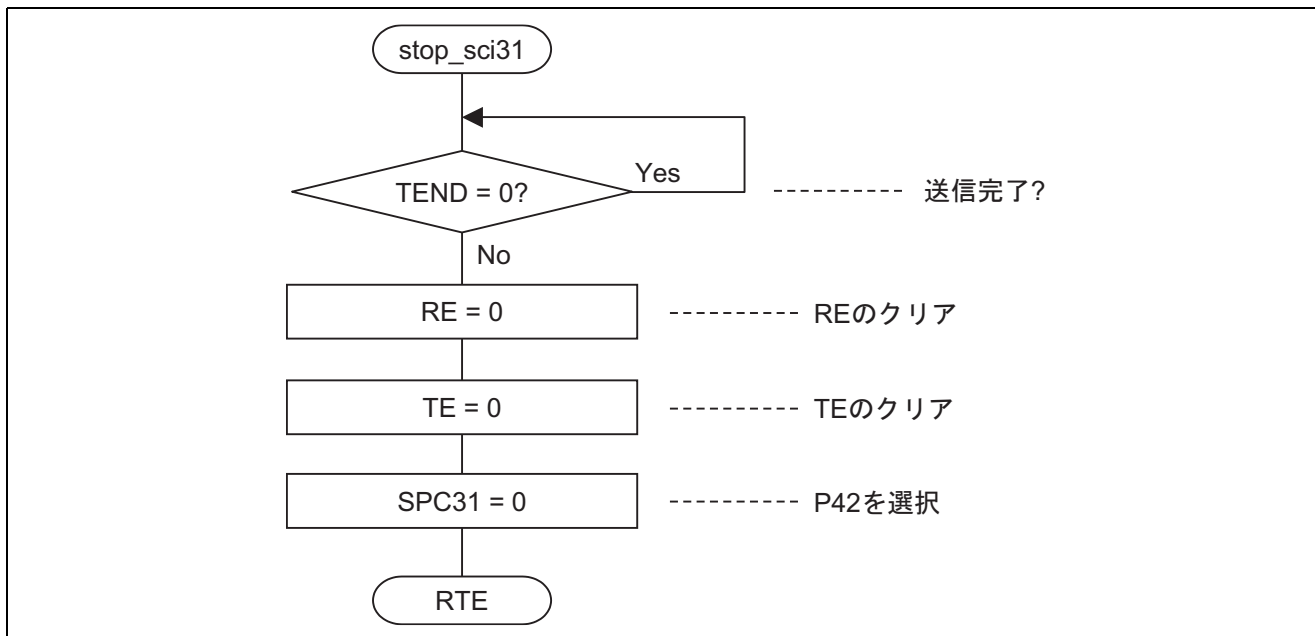 stop_sci31
Yes
TEND = 0?
送信完了?
No
RE = 0
REのクリア
TE = 0
TEのクリア
SPC31 = 0
P42を選択
RTE